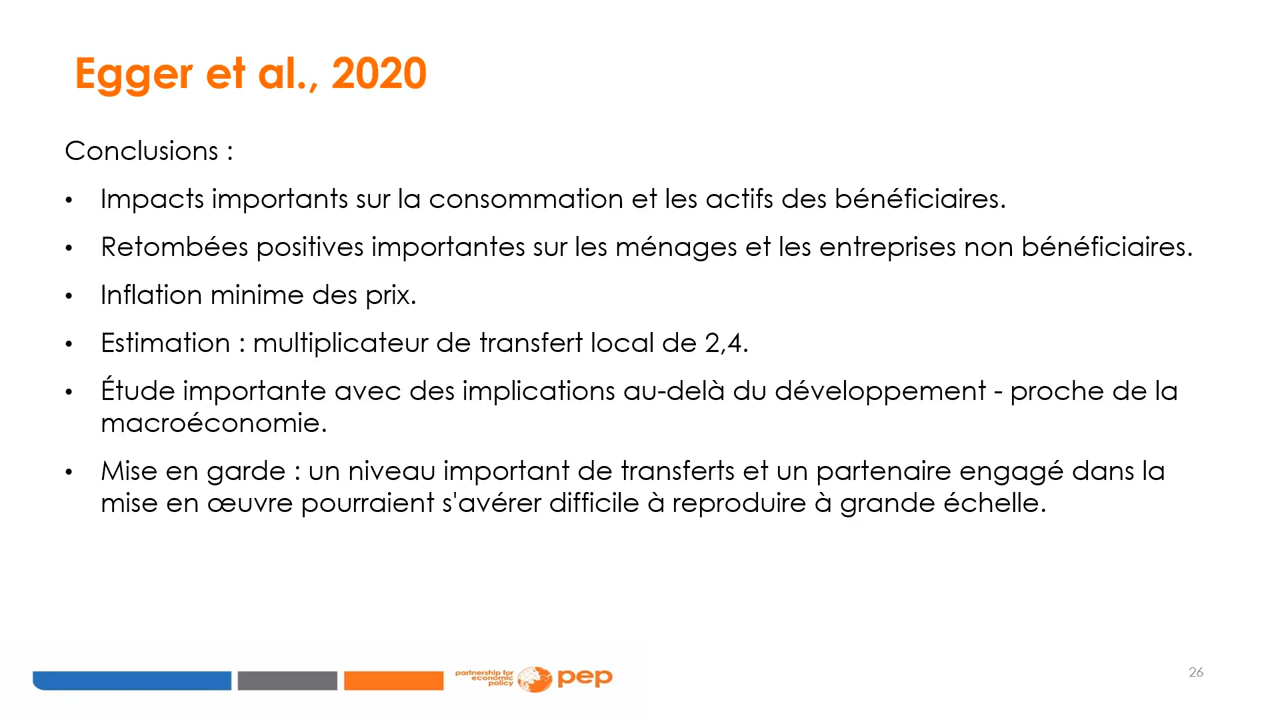 Egger et al., 2020
Conclusions :
• Impacts importants sur la consommation et les actifs des bénéficiaires.
• Retombées positives importantes sur les ménages et les entreprises non bénéficiaires.
• Inflation minime des prix.
• Estimation : multiplicateur de transfert local de 2,4.
• Étude importante avec des implications au-delà du développement - proche de la
macroéconomie.
• Mise en garde : un niveau important de transferts et un partenaire engagé dans la
mise en œuvre pourraient s'avérer difficile à reproduire à grande échelle.
partnership for
economic
policy
pep
26